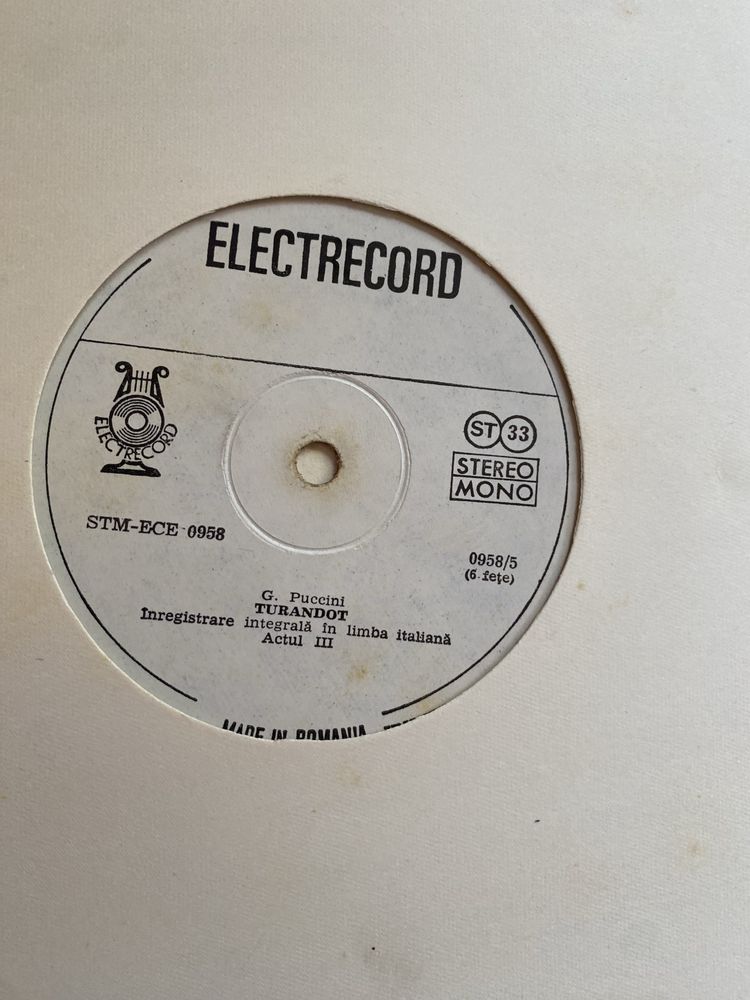 ELECTRECORD
ELECTRECORD
ST 33
STEREO
MONO
STM-ECE 0958
0958/5
(6 fețe)
G. Puccini
TURANDOT
Înregistrare integrală în limba italiană
Actul III
MADE IN ROMANIA